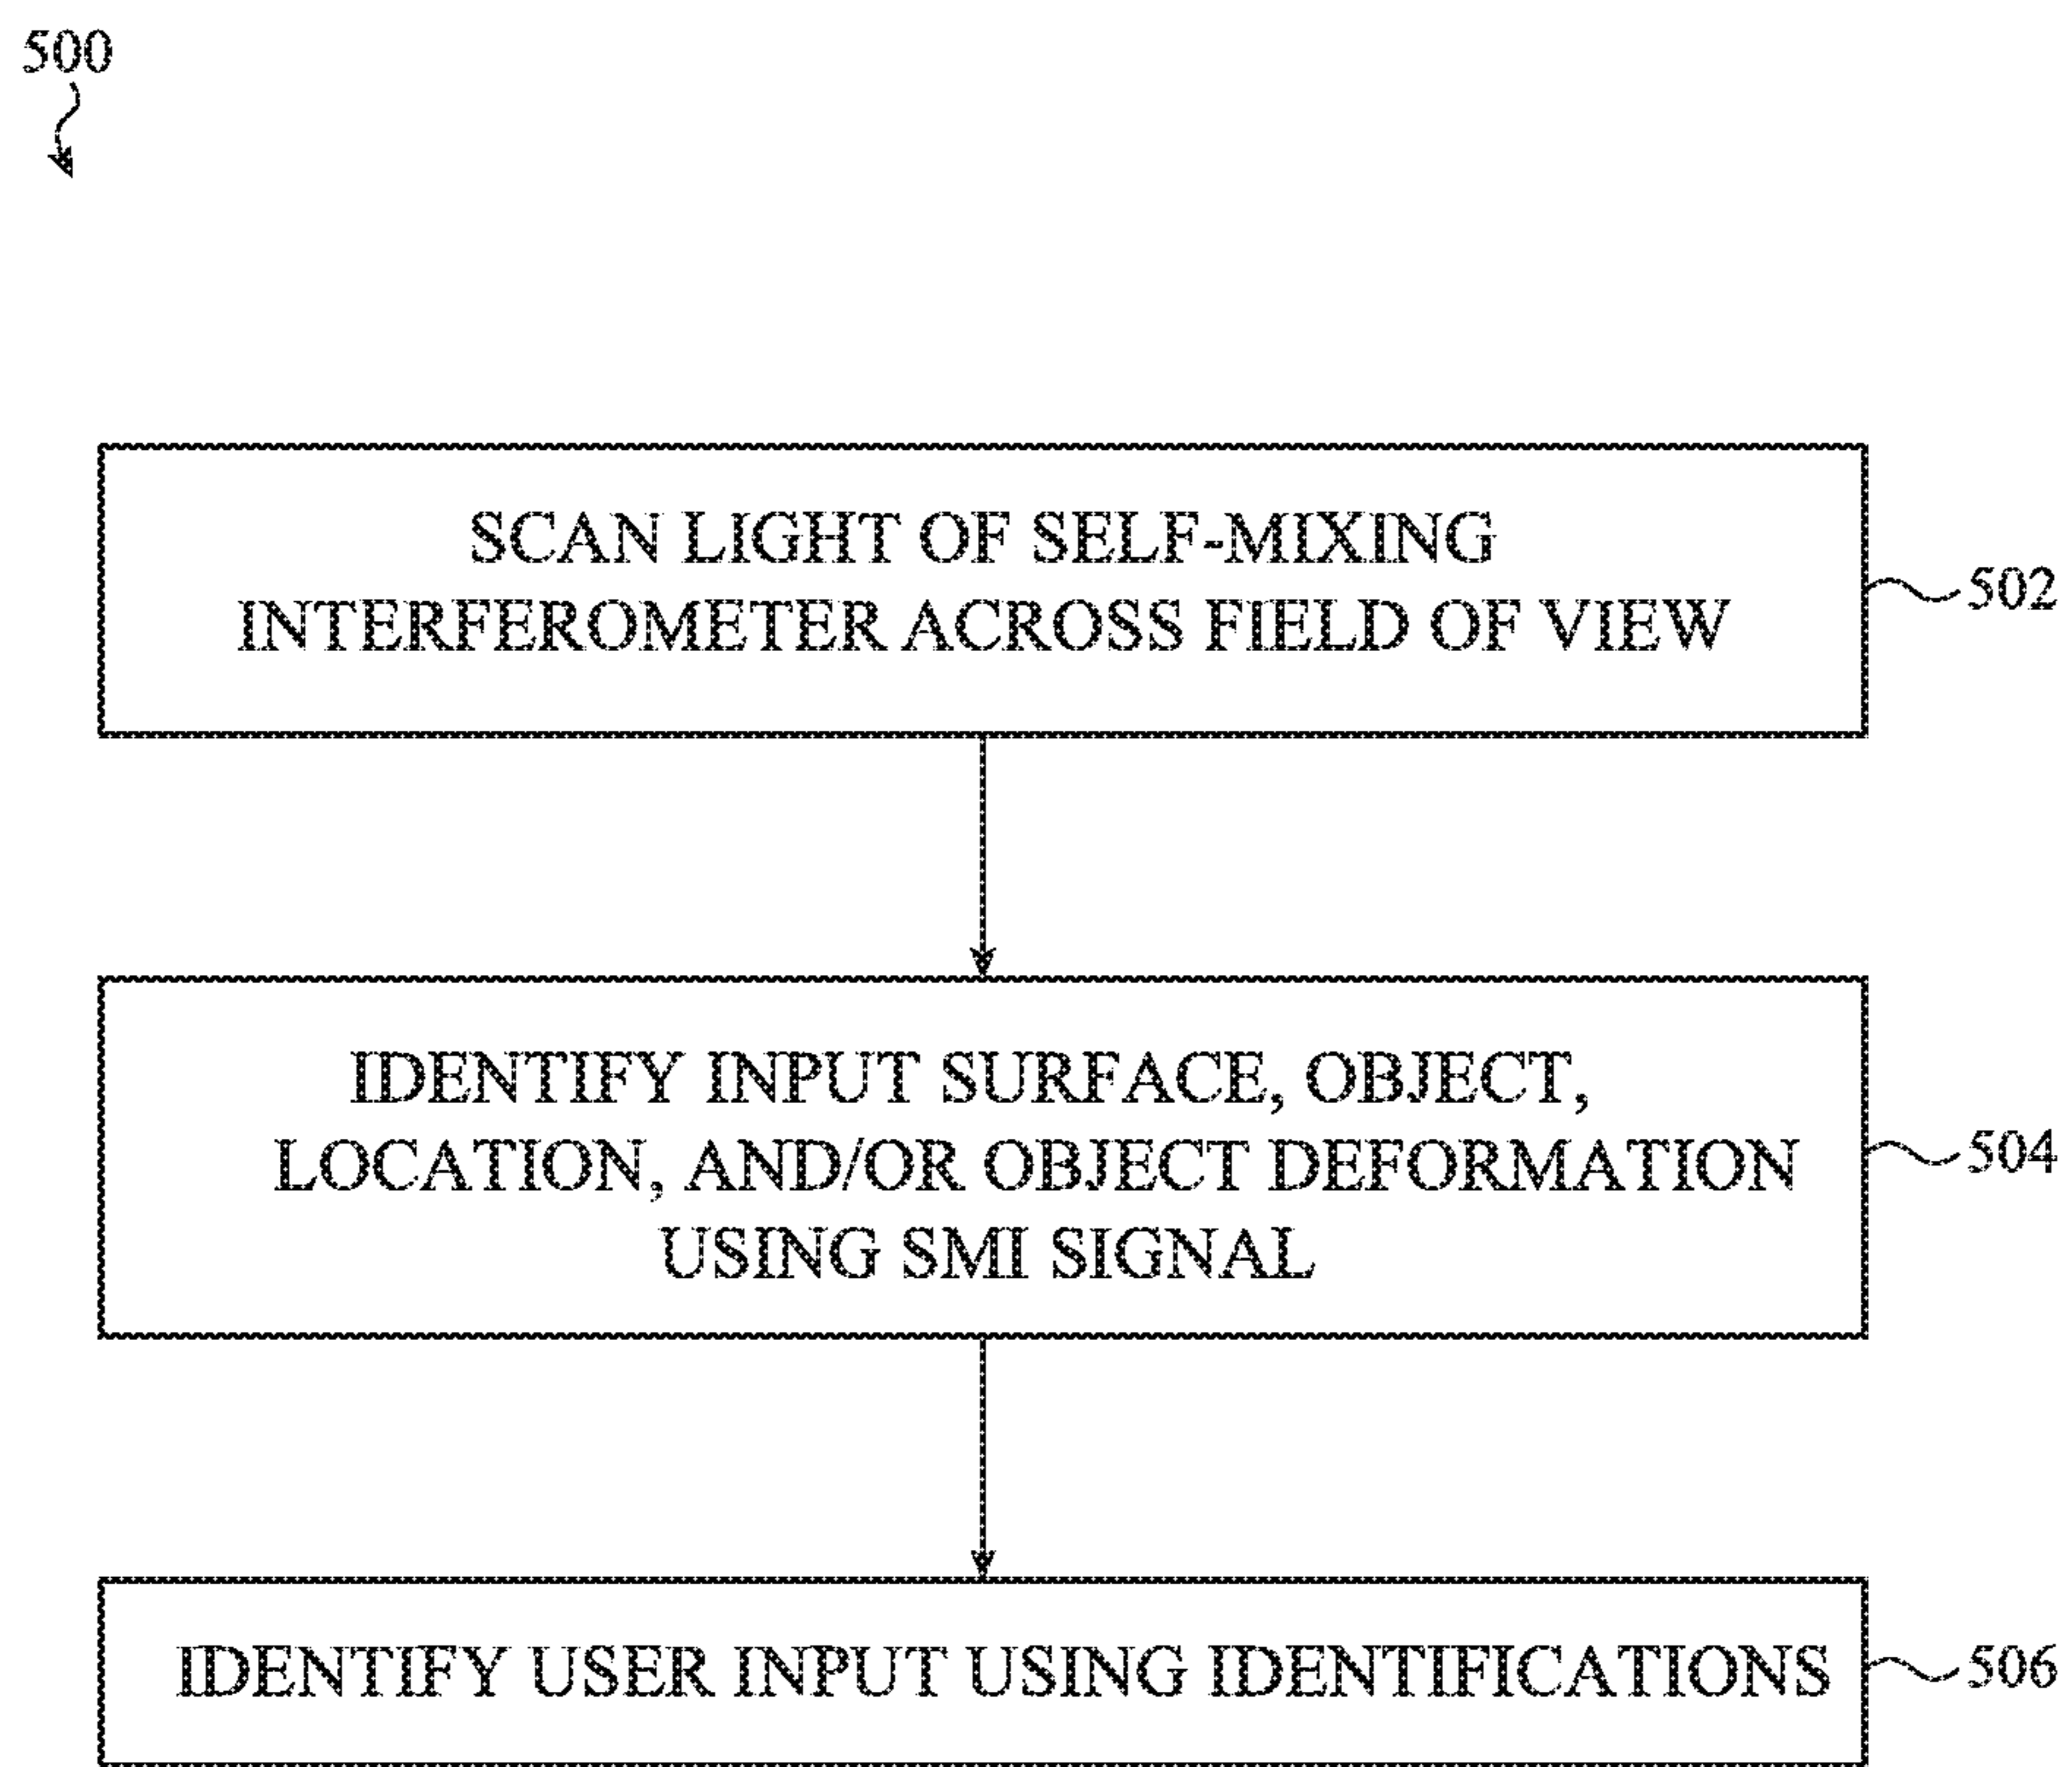 500
SCAN LIGHT OF SELF-MIXING
INTERFEROMETER ACROSS FIELD OF VIEW
502
IDENTIFY INPUT SURFACE, OBJECT,
LOCATION, AND/OR OBJECT DEFORMATION
USING SMI SIGNAL
504
IDENTIFY USER INPUT USING IDENTIFICATIONS
506